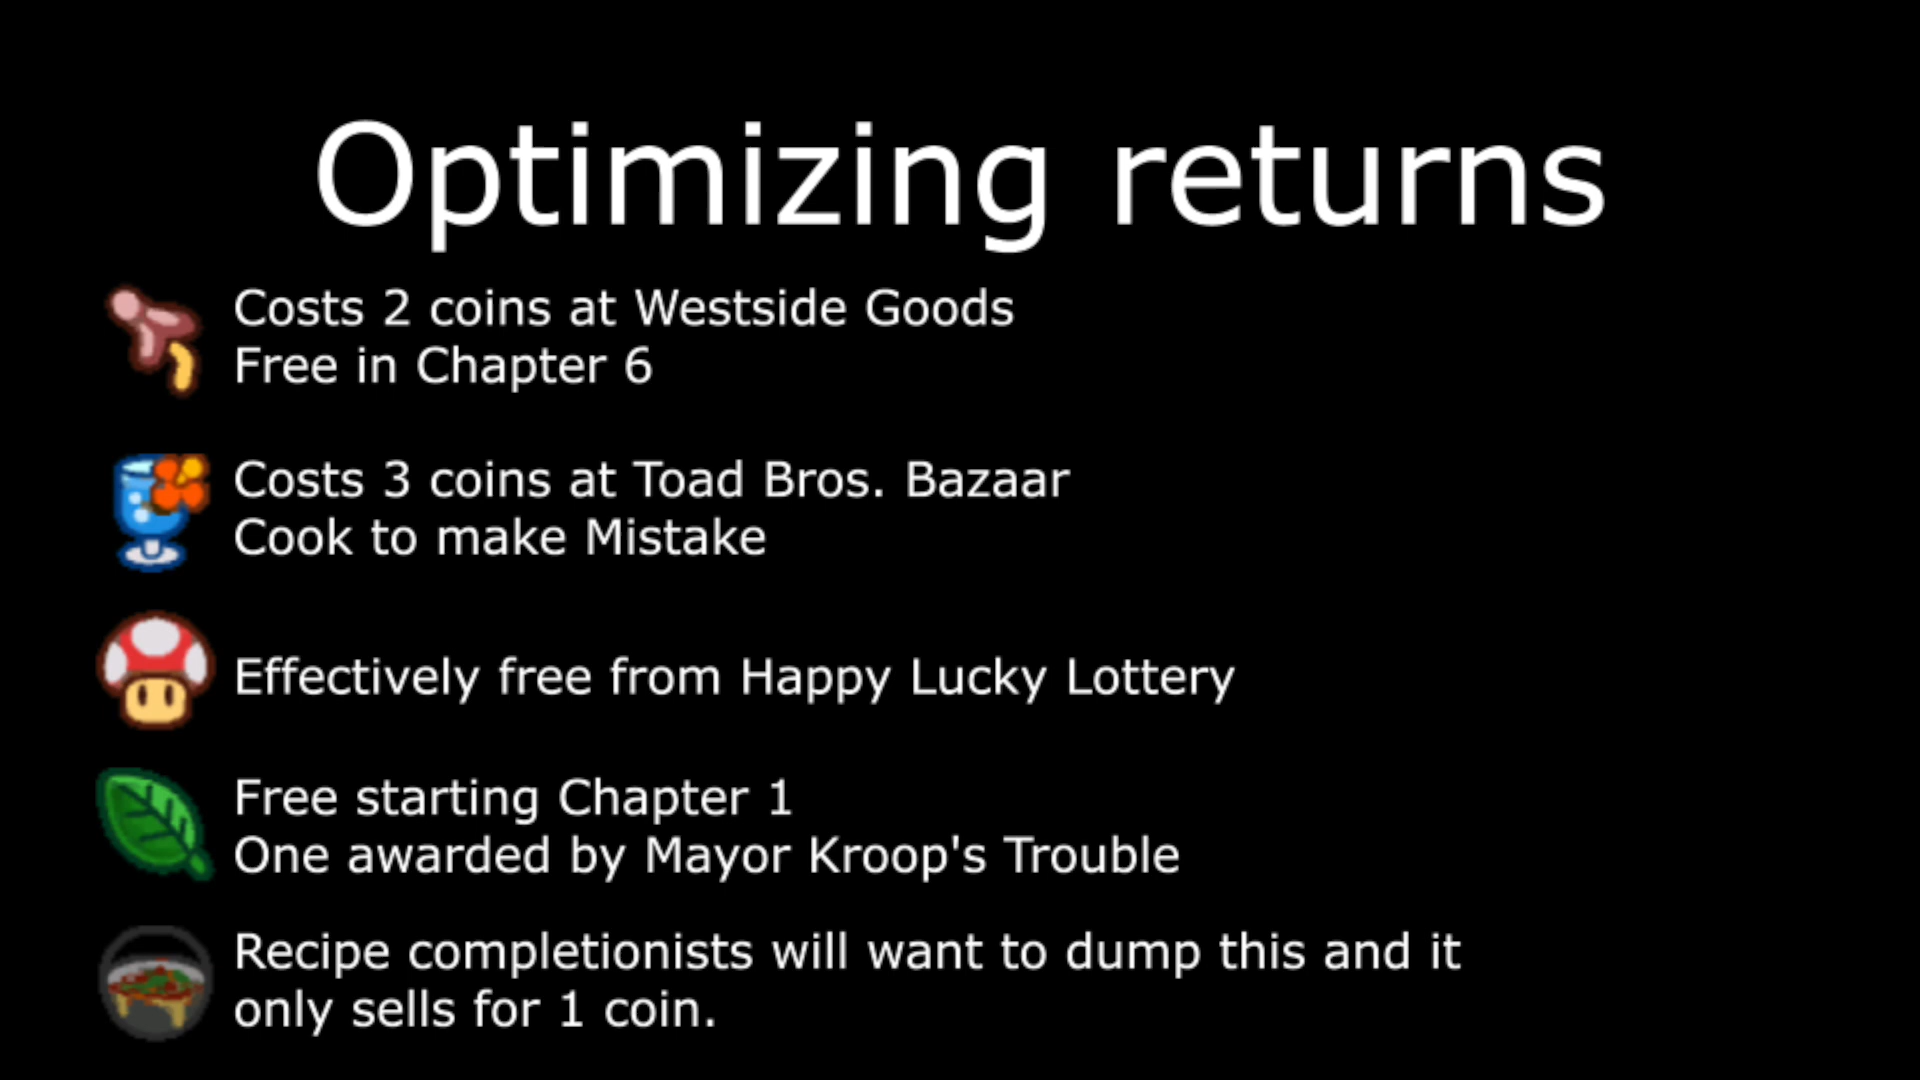 Optimizing returns
Costs 2 coins at Westside Goods
Free in Chapter 6
Costs 3 coins at Toad Bros. Bazaar
Cook to make Mistake
Effectively free from Happy Lucky Lottery
Free starting Chapter 1
One awarded by Mayor Kroop's Trouble
Recipe completionists will want to dump this and it
only sells for 1 coin.